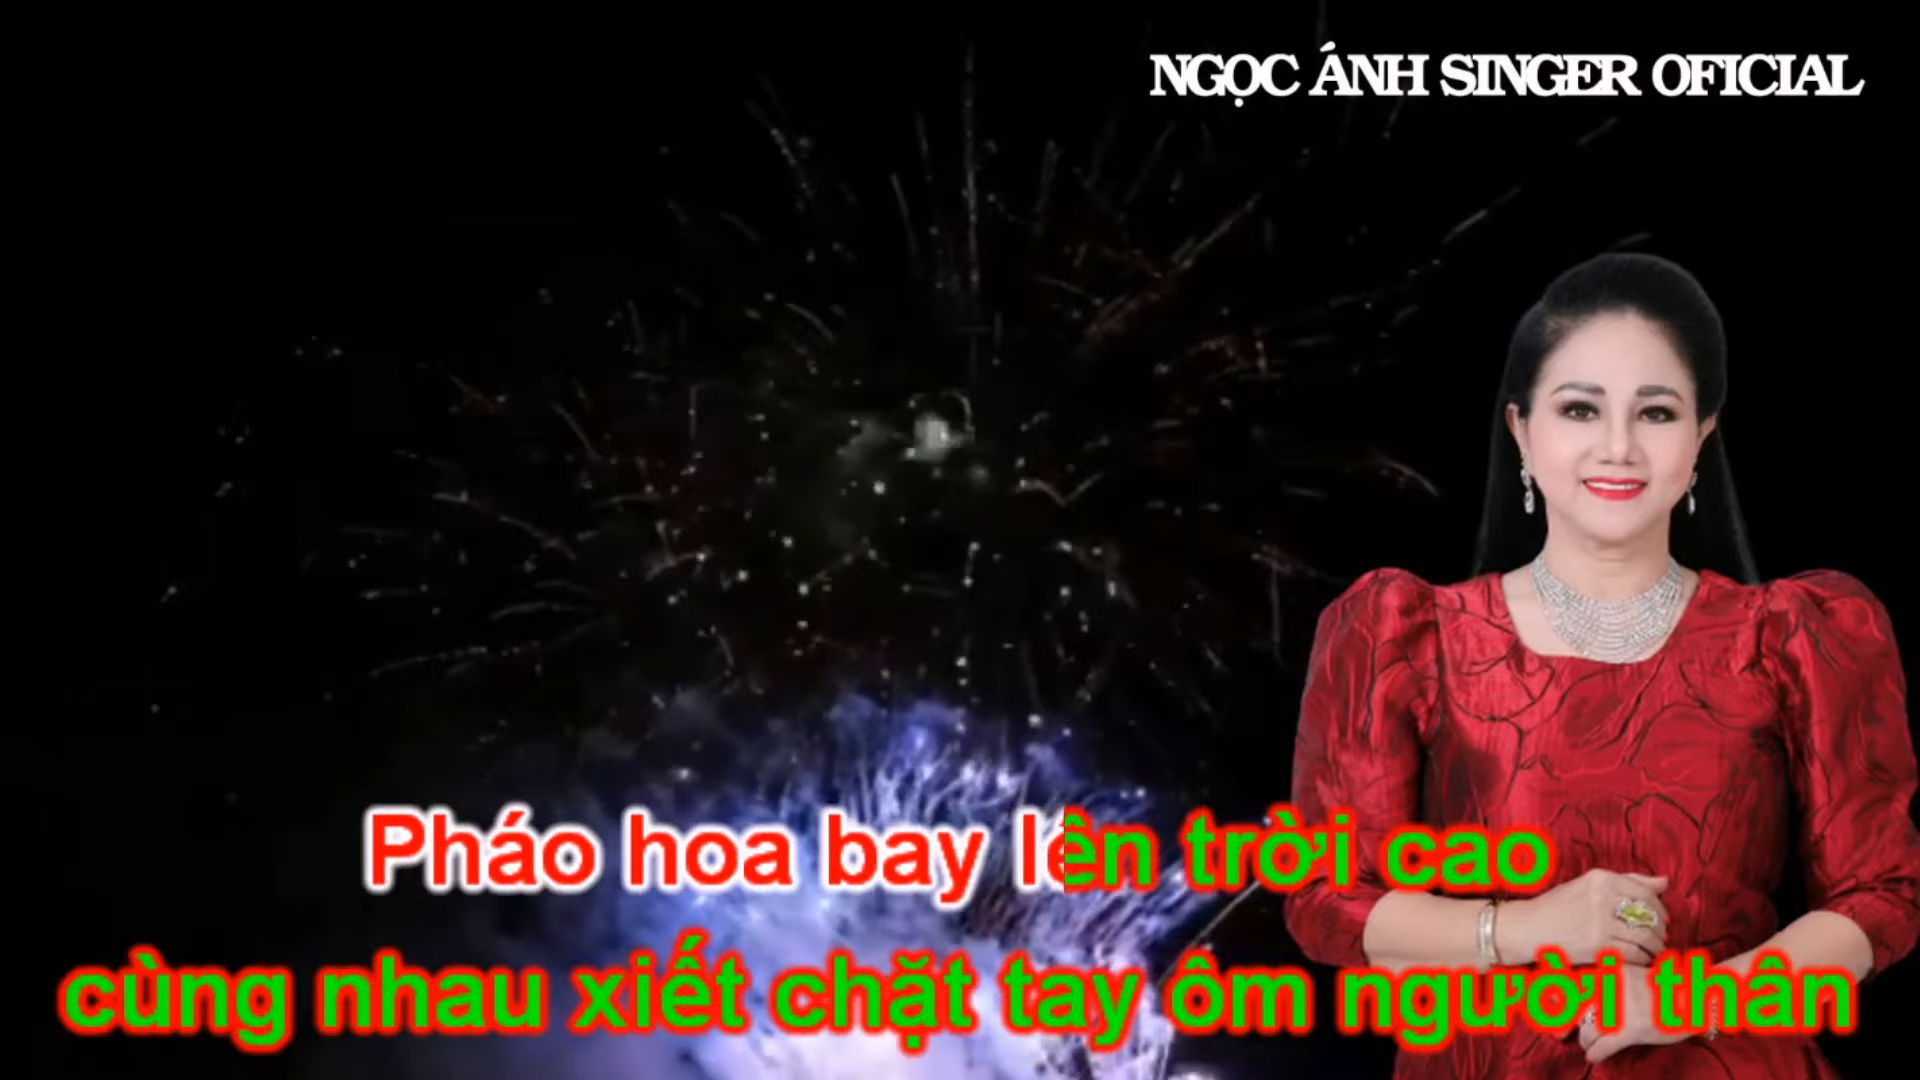 NGỌC ÁNH SINGER OFICIAL
Pháo hoa bay lên trời cao
cùng nhau xiết chặt tay ôm người thân